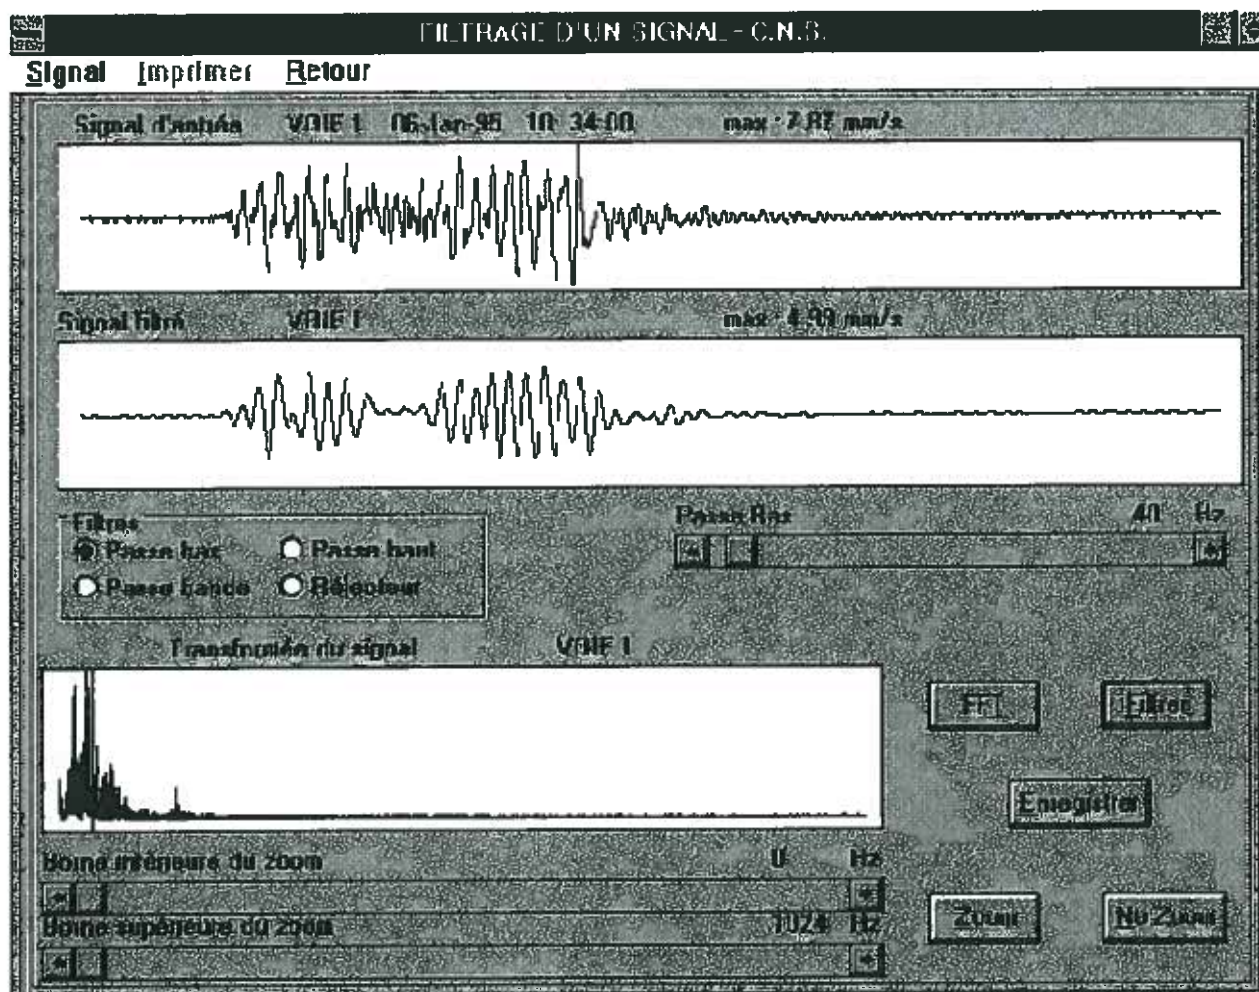 FILTRAGE D'UN SIGNAL - C.N.B.
Signal Imprimer Retour
Signal d'entrée VOIE 1 06-Jan-95 10: 34:00 max : 7.87 mm/s
Signal filtré VOIE 1 max : 4.99 mm/s
Filtres
Passe bas Passe haut
Passe bande Réjecteur
Passe Bas 40 Hz
Transformée du signal VOIE 1
FFT Filtrer
Enregistrer
Borne inférieure du zoom 0 Hz
Borne supérieure du zoom 1024 Hz
Zoom No Zoom